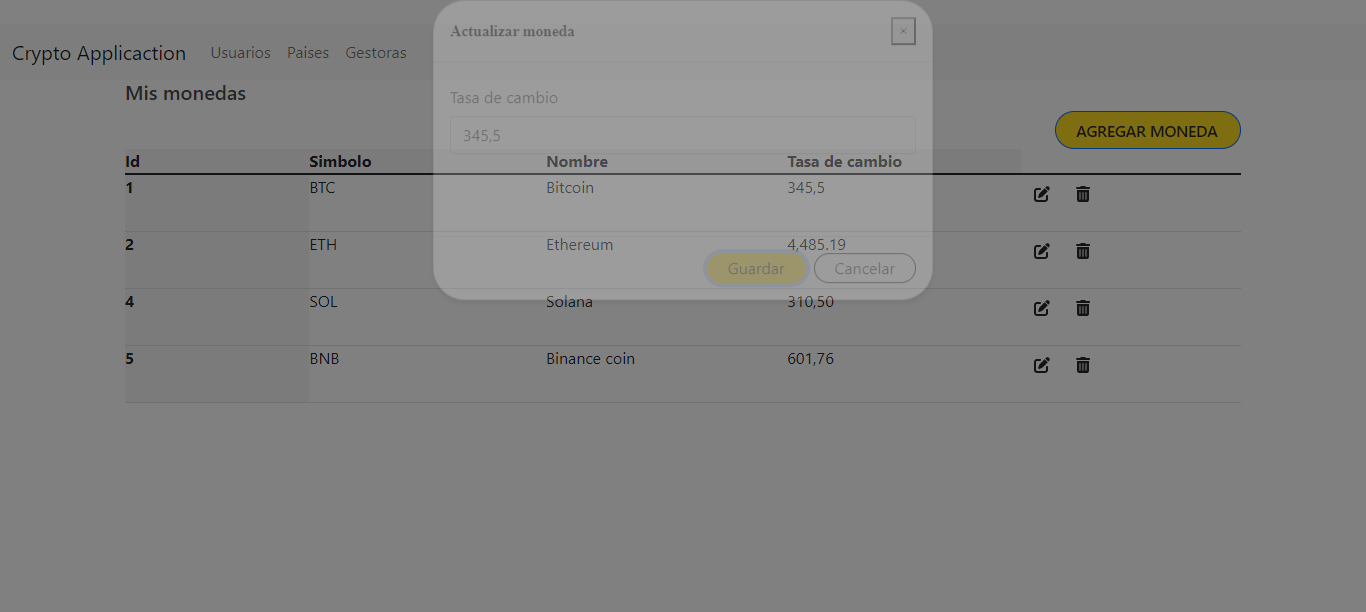 Actualizar moneda
×
Crypto Applicaction Usuarios Paises Gestoras
Mis monedas
Tasa de cambio
345,5
AGREGAR MONEDA
Id Simbolo Nombre Tasa de cambio
1 BTC Bitcoin 345,5
2 ETH Ethereum 4,485.19
Guardar Cancelar
4 SOL Solana 310,50
5 BNB Binance coin 601,76